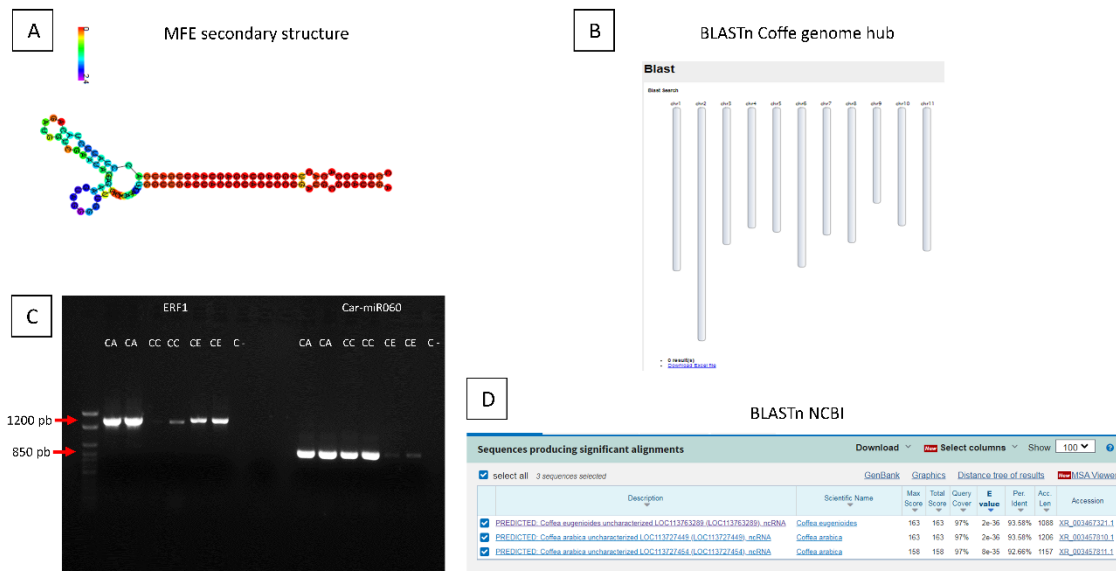 A
MFE secondary structure
0
2.4
B
BLASTn Coffe genome hub
Blast
Blast Search
chr1 chr2 chr3 chr4 chr5 chr6 chr7 chr8 chr9 chr10 chr11
0 result(s)
Download Excel file
C
ERF1 Car-miR060
CA CA CC CC CE CE C - CA CA CC CC CE CE C -
1200 pb
850 pb
D
BLASTn NCBI
Sequences producing significant alignments Download New Select columns Show 100 ?
select all 3 sequences selected GenBank Graphics Distance tree of results New MSA Viewer
Description Scientific Name Max Score Total Score Query Cover E value Per. Ident Acc. Len Accession
PREDICTED: Coffea eugenioides uncharacterized LOC113763289 (LOC113763289), ncRNA Coffea eugenioides 163 163 97% 2e-36 93.58% 1088 XR_003467321.1
PREDICTED: Coffea arabica uncharacterized LOC113727449 (LOC113727449), ncRNA Coffea arabica 163 163 97% 2e-36 93.58% 1206 XR_003457810.1
PREDICTED: Coffea arabica uncharacterized LOC113727454 (LOC113727454), ncRNA Coffea arabica 158 158 97% 8e-35 92.66% 1157 XR_003457811.1